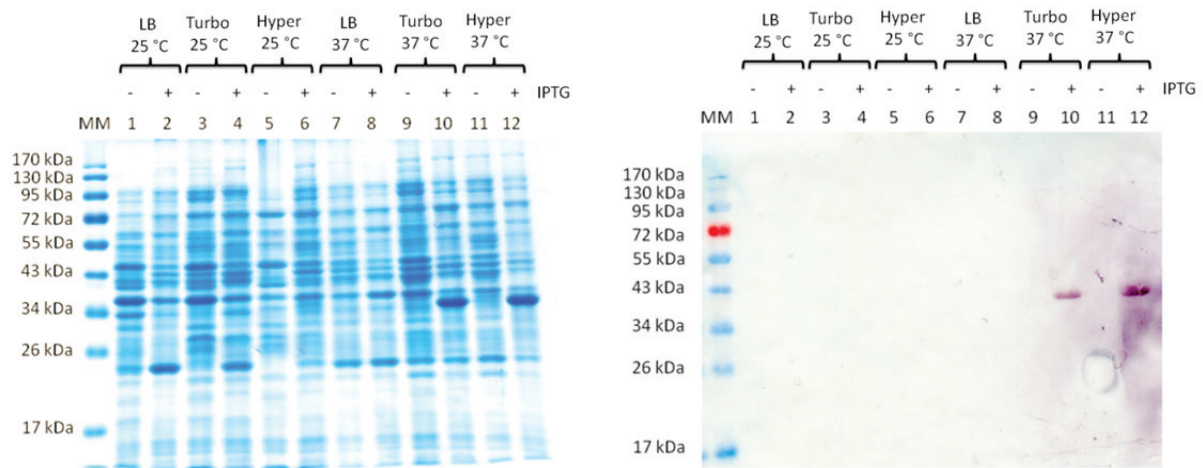 LB Turbo Hyper LB Turbo Hyper
25 °C 25 °C 25 °C 37 °C 37 °C 37 °C
- + - + - + - + - + - + IPTG
MM 1 2 3 4 5 6 7 8 9 10 11 12
170 kDa
130 kDa
95 kDa
72 kDa
55 kDa
43 kDa
34 kDa
26 kDa
17 kDa
LB Turbo Hyper LB Turbo Hyper
25 °C 25 °C 25 °C 37 °C 37 °C 37 °C
- + - + - + - + - + - + IPTG
MM 1 2 3 4 5 6 7 8 9 10 11 12
170 kDa
130 kDa
95 kDa
72 kDa
55 kDa
43 kDa
34 kDa
26 kDa
17 kDa